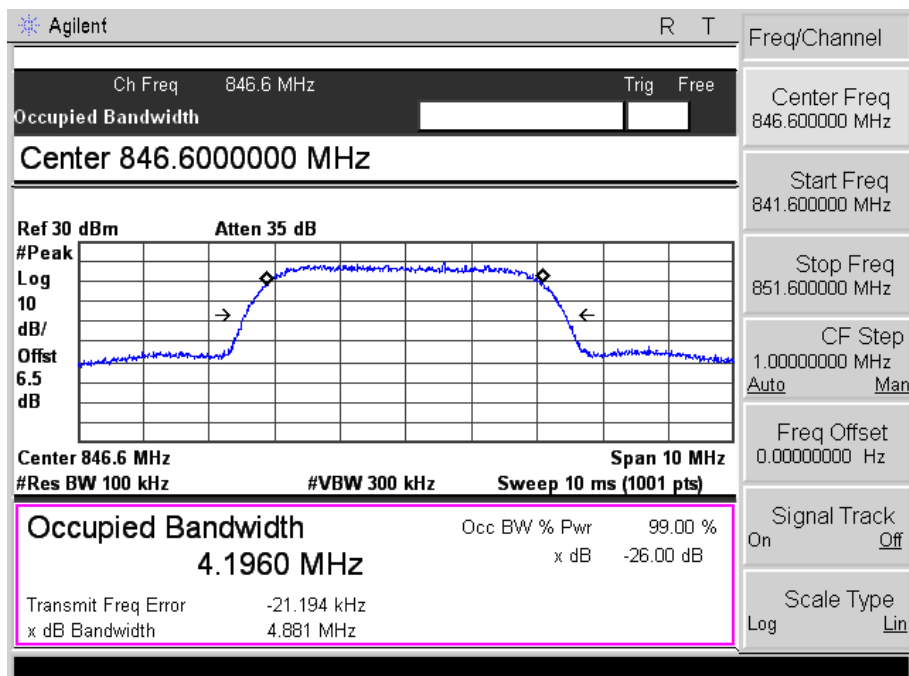 Agilent R T
Ch Freq 846.6 MHz Trig Free
Occupied Bandwidth
Center 846.6000000 MHz
Ref 30 dBm Atten 35 dB
#Peak
Log
10
dB/
Offst
6.5
dB
Center 846.6 MHz Span 10 MHz
#Res BW 100 kHz #VBW 300 kHz Sweep 10 ms (1001 pts)
Occupied Bandwidth
4.1960 MHz
Occ BW % Pwr 99.00 %
x dB -26.00 dB
Transmit Freq Error -21.194 kHz
x dB Bandwidth 4.881 MHz
Freq/Channel
Center Freq
846.600000 MHz
Start Freq
841.600000 MHz
Stop Freq
851.600000 MHz
CF Step
1.00000000 MHz
Auto Man
Freq Offset
0.00000000 Hz
Signal Track
On Off
Scale Type
Log Lin